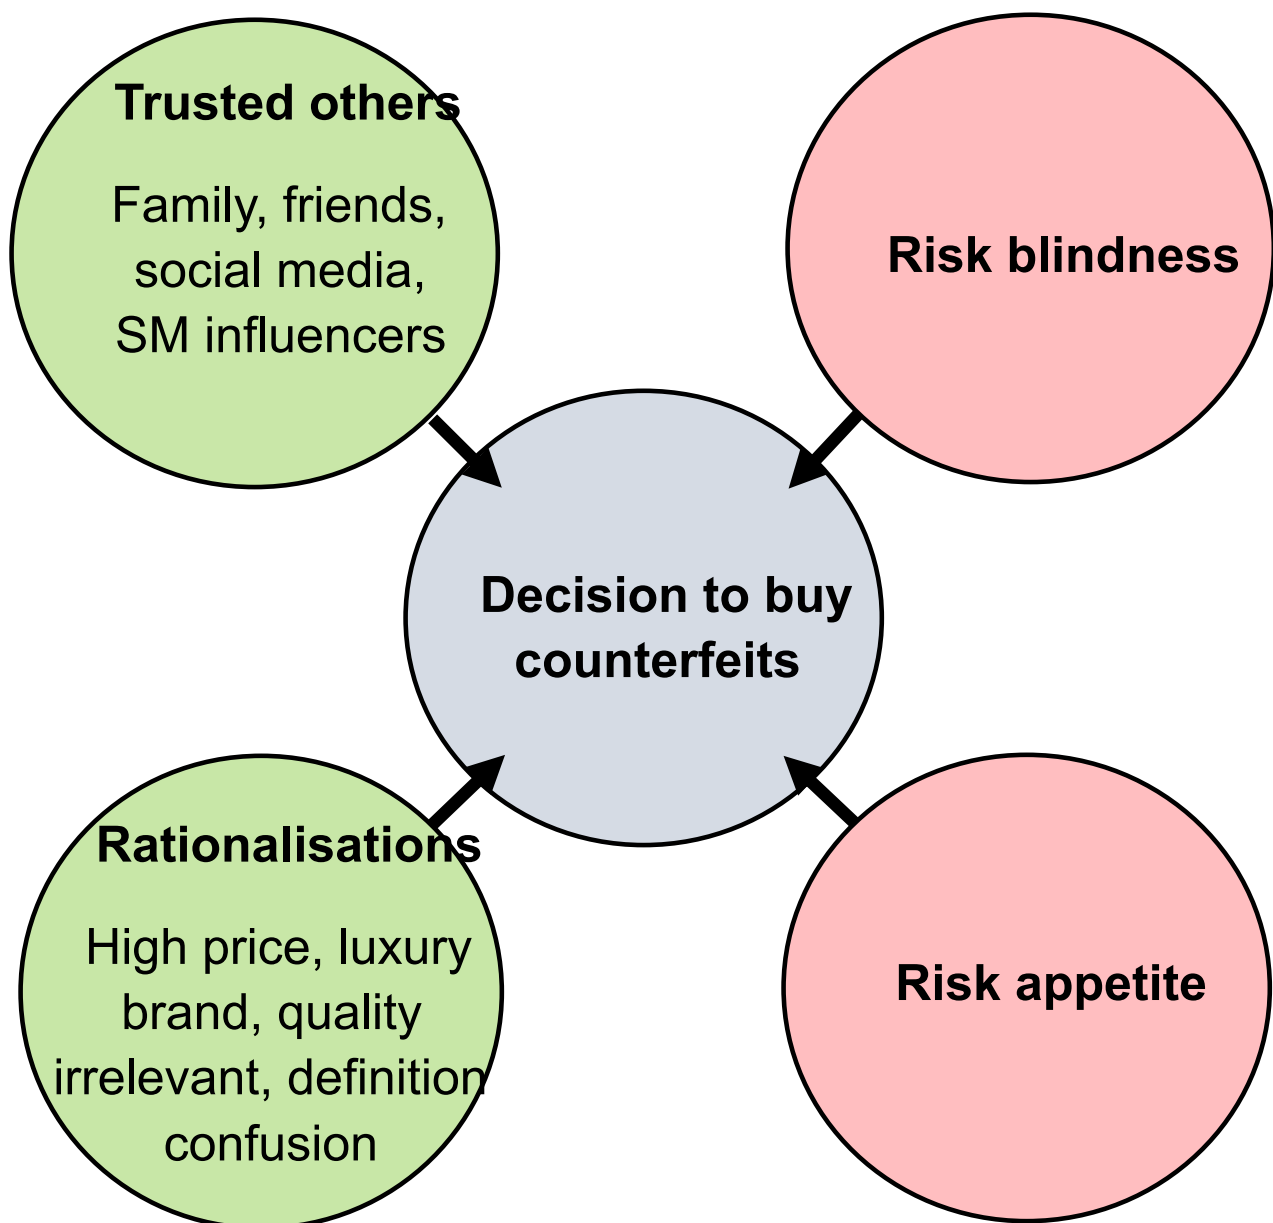 Trusted others
Family, friends,
social media,
SM influencers
Risk blindness
Decision to buy
counterfeits
Rationalisations
High price, luxury
brand, quality
irrelevant, definition
confusion
Risk appetite